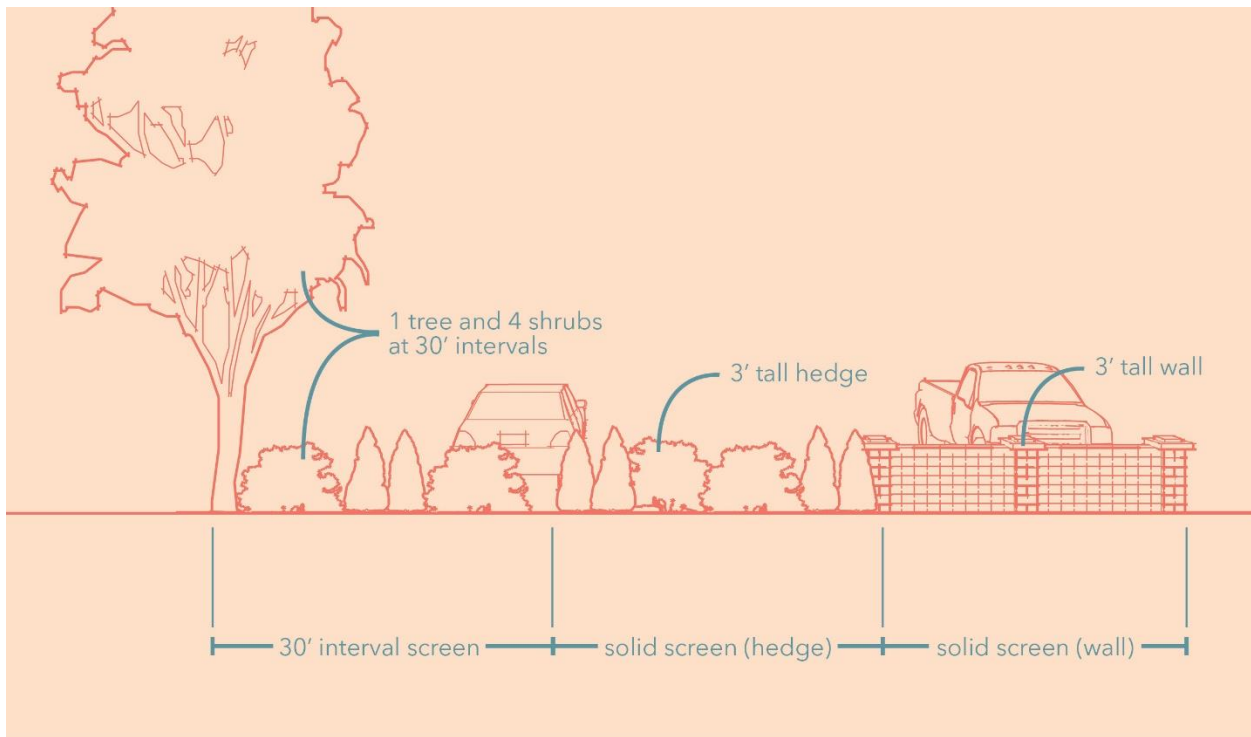 1 tree and 4 shrubs
at 30’ intervals
3’ tall hedge
3’ tall wall
30’ interval screen
solid screen (hedge)
solid screen (wall)